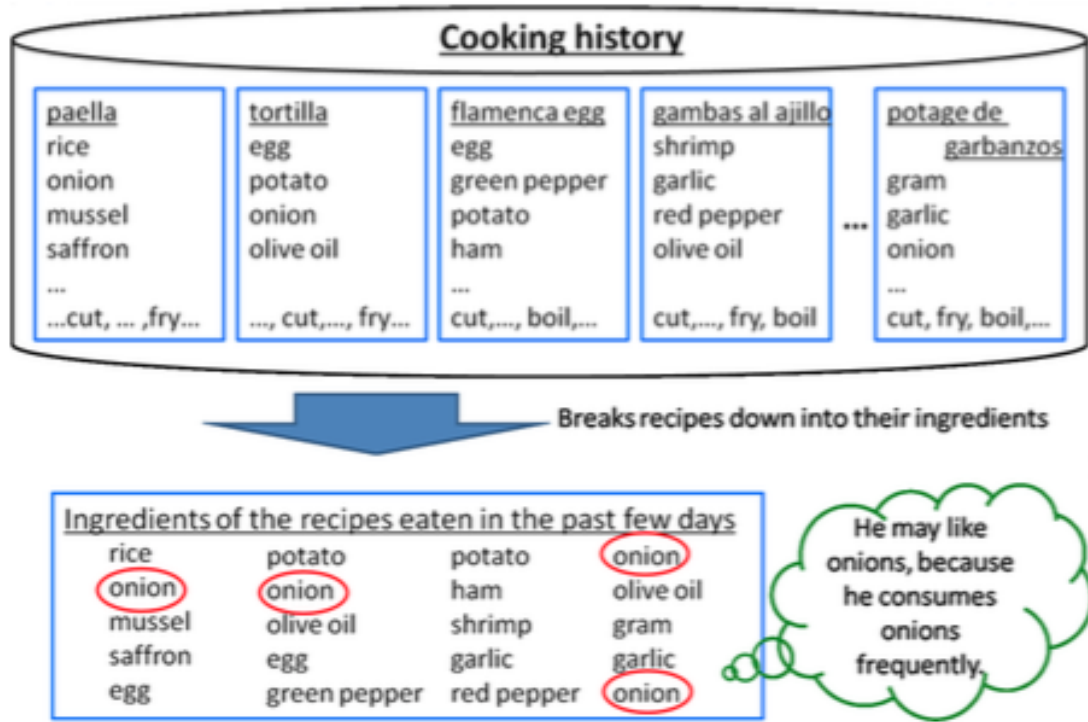 Cooking history
paella
rice
onion
mussel
saffron
...
...cut, ... ,fry...
tortilla
egg
potato
onion
olive oil
..., cut,..., fry...
flamenca egg
egg
green pepper
potato
ham
...
cut,..., boil,...
gambas al ajillo
shrimp
garlic
red pepper
olive oil
cut,..., fry, boil
...
potage de
garbanzos
gram
garlic
onion
...
cut, fry, boil,...
Breaks recipes down into their ingredients
Ingredients of the recipes eaten in the past few days
rice potato potato onion
onion onion ham olive oil
mussel olive oil shrimp gram
saffron egg garlic garlic
egg green pepper red pepper onion
He may like
onions, because
he consumes
onions
frequently.